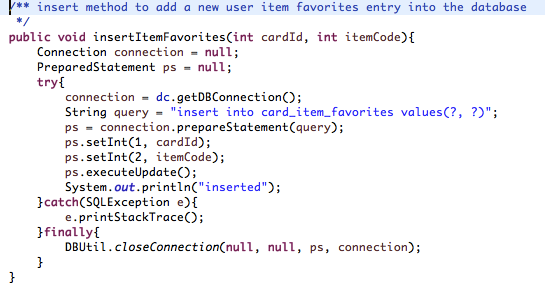 /** insert method to add a new user item favorites entry into the database
 */
public void insertItemFavorites(int cardId, int itemCode){
    Connection connection = null;
    PreparedStatement ps = null;
    try{
        connection = dc.getDBConnection();
        String query = "insert into card_item_favorites values(?, ?)";
        ps = connection.prepareStatement(query);
        ps.setInt(1, cardId);
        ps.setInt(2, itemCode);
        ps.executeUpdate();
        System.out.println("inserted");
    }catch(SQLException e){
        e.printStackTrace();
    }finally{
        DBUtil.closeConnection(null, null, ps, connection);
    }
}